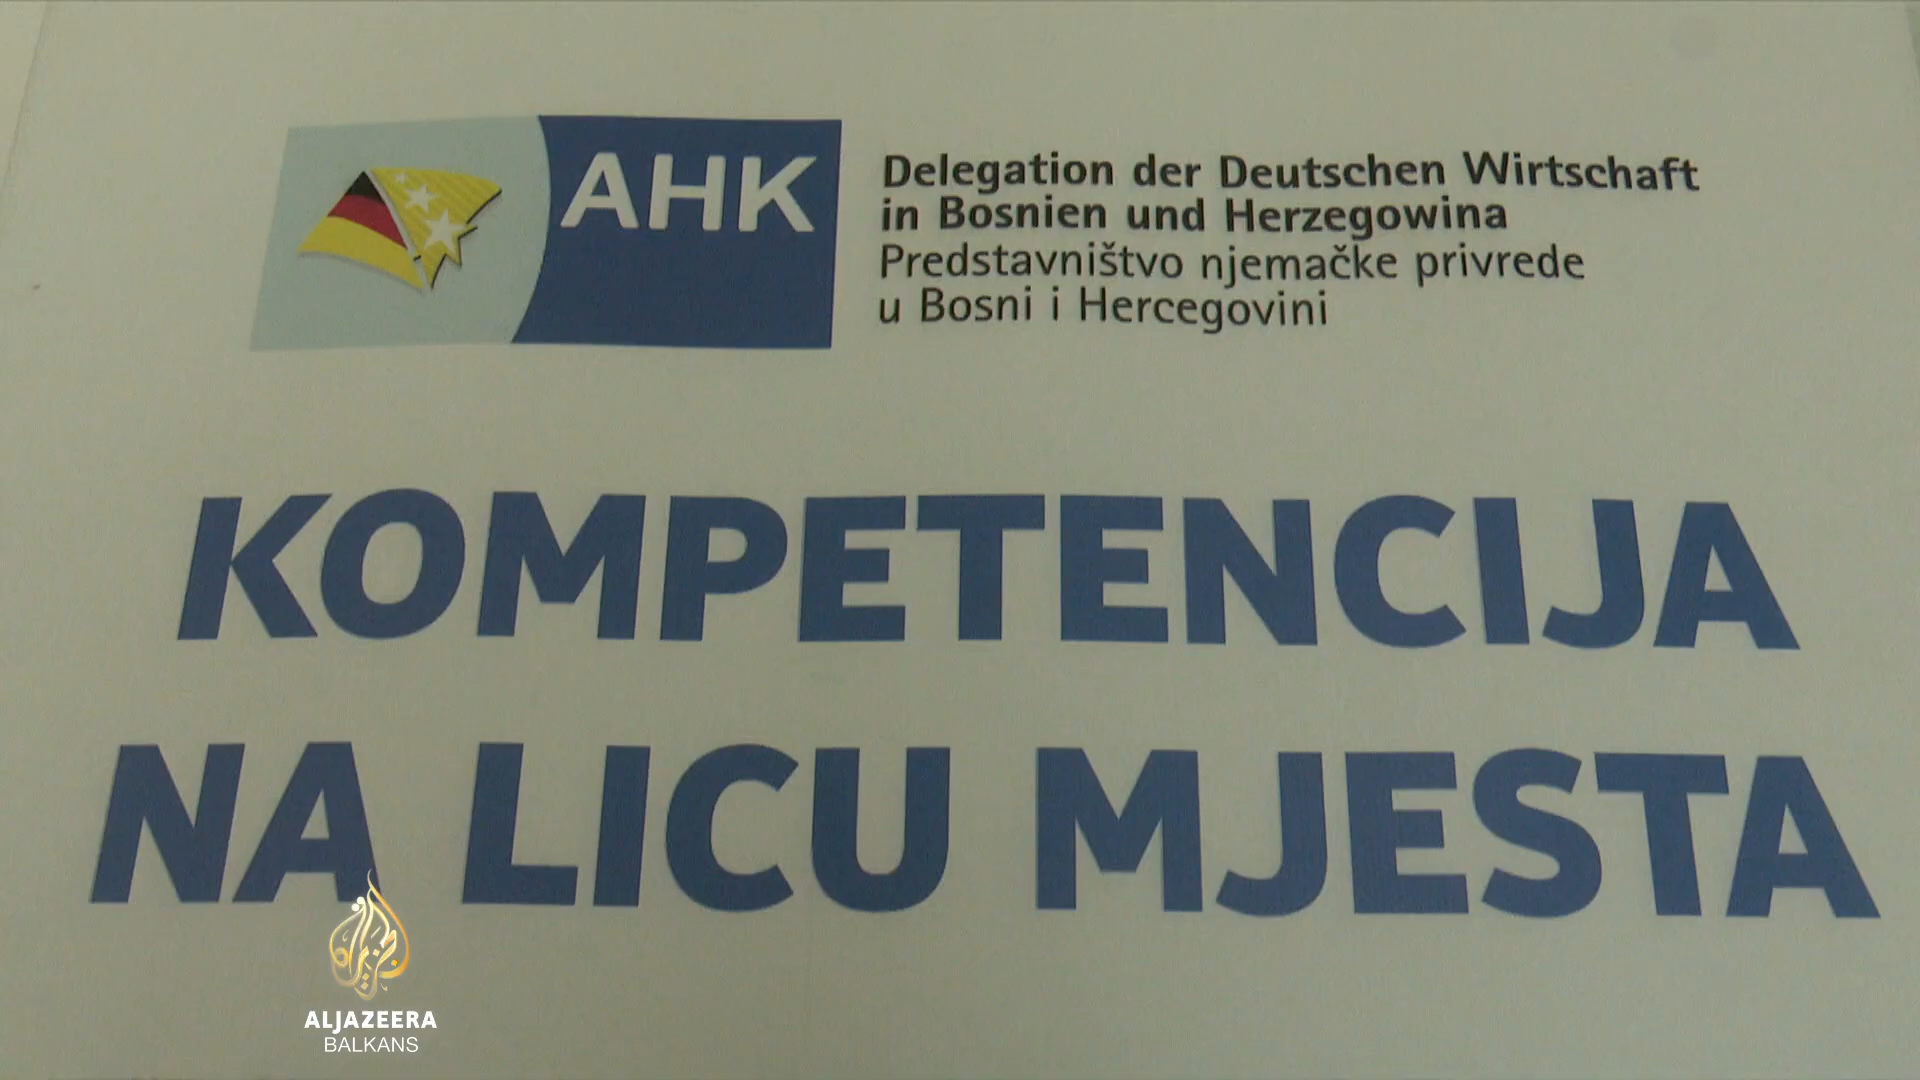 AHK
Delegation der Deutschen Wirtschaft
in Bosnien und Herzegowina
Predstavništvo njemačke privrede
u Bosni i Hercegovini
KOMPETENCIJA
NA LICU MJESTA
ALJAZEERA
BALKANS